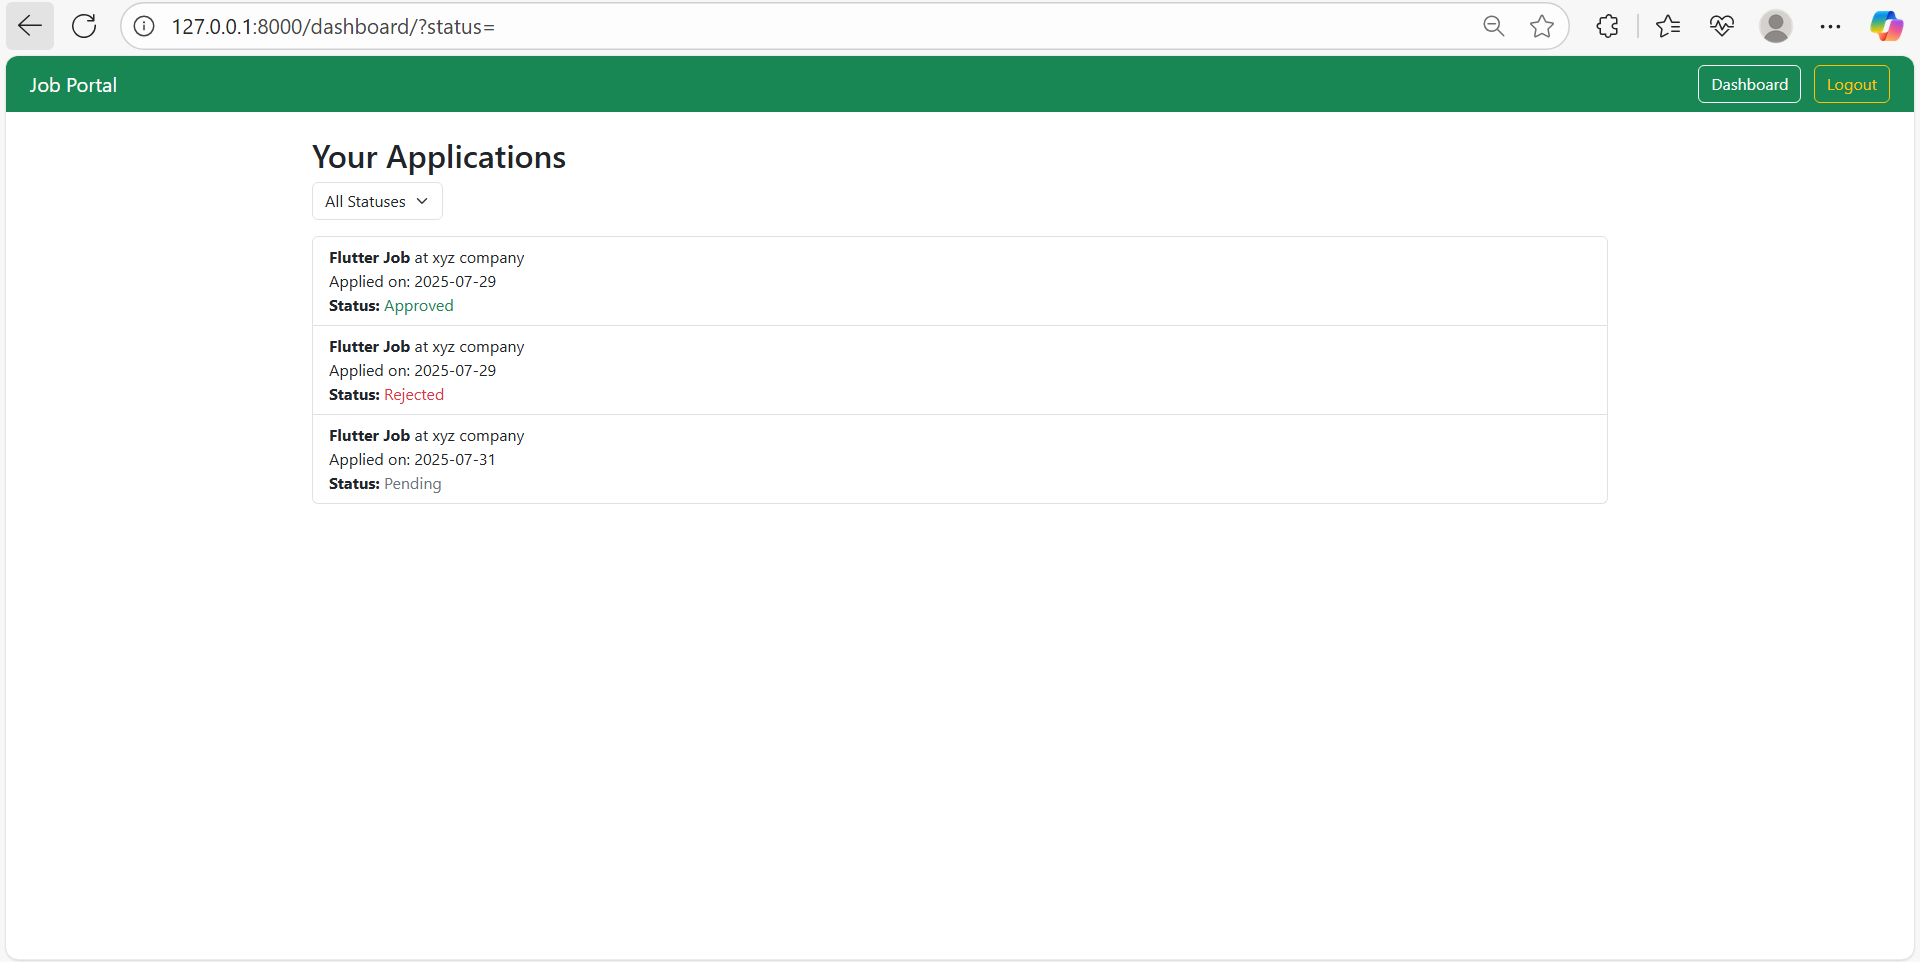 127.0.0.1:8000/dashboard/?status=
Job Portal
Dashboard
Logout
Your Applications
All Statuses
Flutter Job at xyz company
Applied on: 2025-07-29
Status: Approved
Flutter Job at xyz company
Applied on: 2025-07-29
Status: Rejected
Flutter Job at xyz company
Applied on: 2025-07-31
Status: Pending